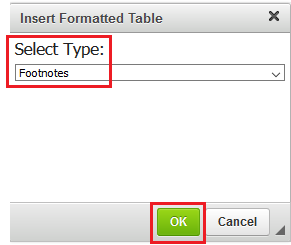 Insert Formatted Table
Select Type:
Footnotes
OK Cancel